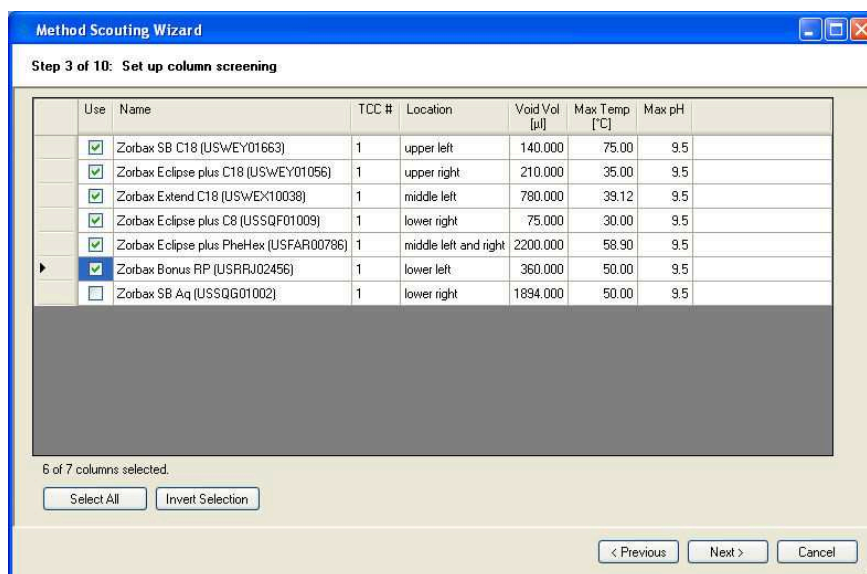 Method Scouting Wizard
Step 3 of 10: Set up column screening
Use Name TCC # Location Void Vol [µl] Max Temp [°C] Max pH
Zorbax SB C18 (USWEY01663) 1 upper left 140.000 75.00 9.5
Zorbax Eclipse plus C18 (USWEY01056) 1 upper right 210.000 35.00 9.5
Zorbax Extend C18 (USWEX10038) 1 middle left 780.000 39.12 9.5
Zorbax Eclipse plus C8 (USSQF01009) 1 lower right 75.000 30.00 9.5
Zorbax Eclipse plus PheHex (USFAR00786) 1 middle left and right 2200.000 58.90 9.5
Zorbax Bonus RP (USRRJ02456) 1 lower left 360.000 50.00 9.5
Zorbax SB Aq (USSQG01002) 1 lower right 1894.000 50.00 9.5
6 of 7 columns selected.
Select All Invert Selection
< Previous Next > Cancel